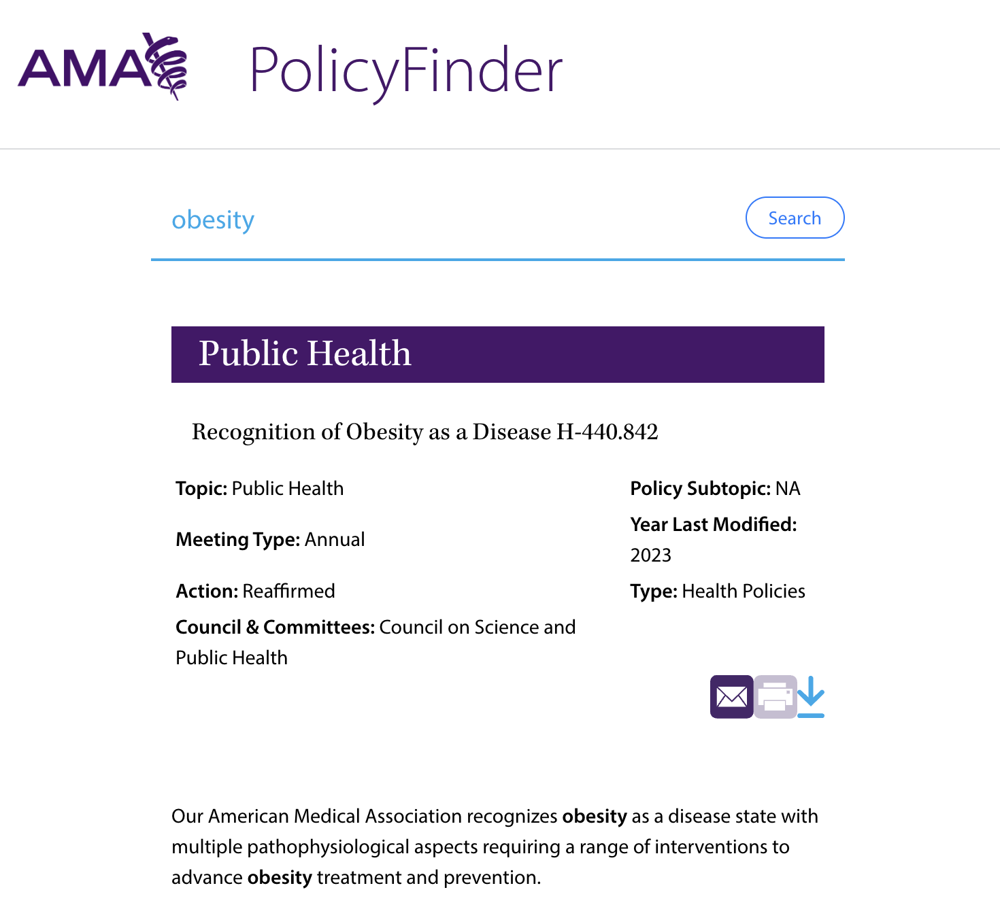 AMA PolicyFinder
obesity
Search
Public Health
Recognition of Obesity as a Disease H-440.842
Topic: Public Health
Policy Subtopic: NA
Meeting Type: Annual
Year Last Modified:
2023
Action: Reaffirmed
Type: Health Policies
Council & Committees: Council on Science and
Public Health
Our American Medical Association recognizes obesity as a disease state with
multiple pathophysiological aspects requiring a range of interventions to
advance obesity treatment and prevention.